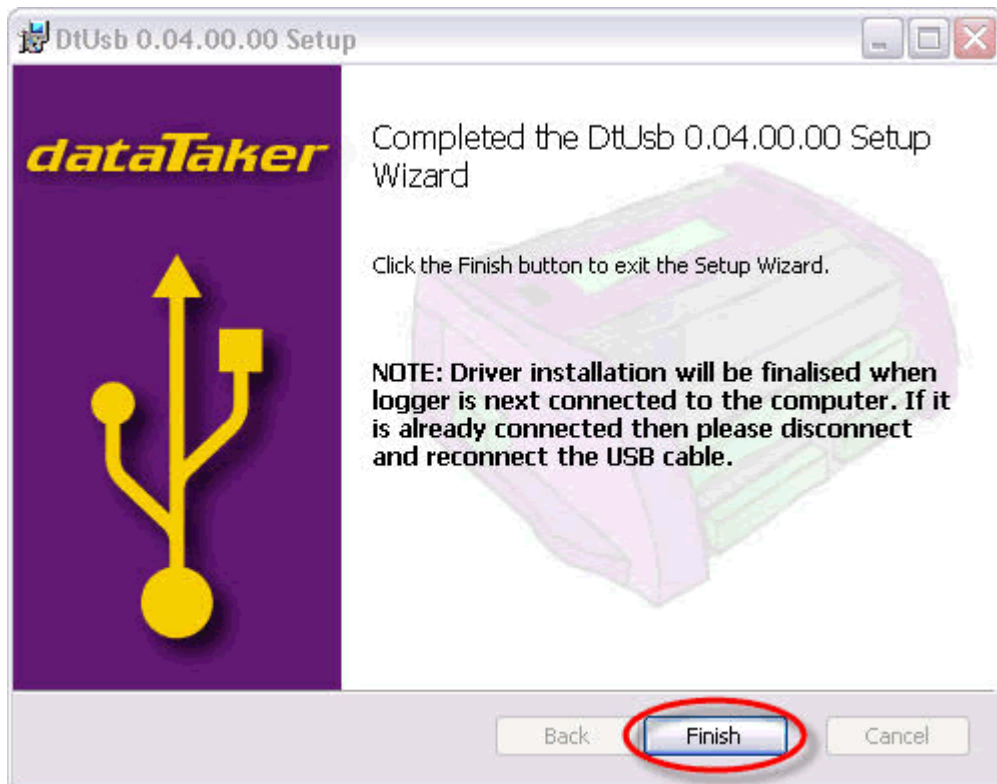 DtUsb 0.04.00.00 Setup
dataTaker
Completed the DtUsb 0.04.00.00 Setup
Wizard
Click the Finish button to exit the Setup Wizard.
NOTE: Driver installation will be finalised when
logger is next connected to the computer. If it
is already connected then please disconnect
and reconnect the USB cable.
Back
Finish
Cancel